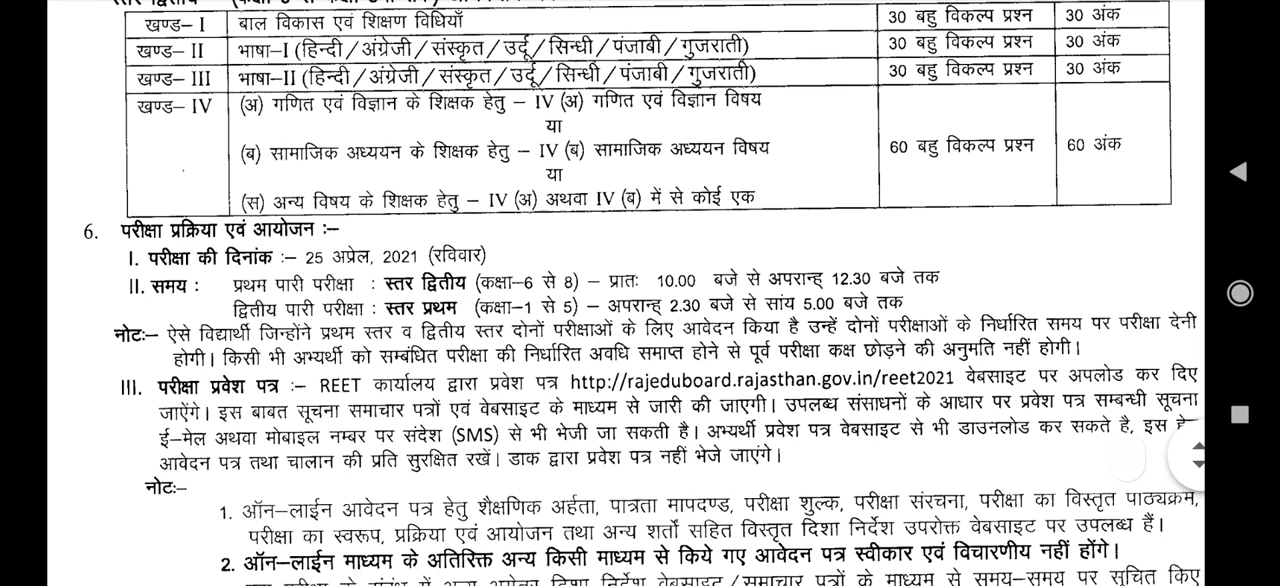 खण्ड– I बाल विकास एवं शिक्षण विधियाँ 30 बहु विकल्प प्रश्न 30 अंक
खण्ड– II भाषा–I (हिन्दी/अंग्रेजी/संस्कृत/उर्दू/सिन्धी/पंजाबी/गुजराती) 30 बहु विकल्प प्रश्न 30 अंक
खण्ड– III भाषा–II (हिन्दी/अंग्रेजी/संस्कृत/उर्दू/सिन्धी/पंजाबी/गुजराती) 30 बहु विकल्प प्रश्न 30 अंक
खण्ड– IV (अ) गणित एवं विज्ञान के शिक्षक हेतु – IV (अ) गणित एवं विज्ञान विषय
या
(ब) सामाजिक अध्ययन के शिक्षक हेतु – IV (ब) सामाजिक अध्ययन विषय 60 बहु विकल्प प्रश्न 60 अंक
या
(स) अन्य विषय के शिक्षक हेतु – IV (अ) अथवा IV (ब) में से कोई एक
6. परीक्षा प्रक्रिया एवं आयोजन :–
I. परीक्षा की दिनांक :– 25 अप्रेल, 2021 (रविवार)
II. समय : प्रथम पारी परीक्षा : स्तर द्वितीय (कक्षा–6 से 8) – प्रातः 10.00 बजे से अपरान्ह् 12.30 बजे तक
द्वितीय पारी परीक्षा : स्तर प्रथम (कक्षा–1 से 5) – अपरान्ह् 2.30 बजे से सांय 5.00 बजे तक
नोटः– ऐसे विद्यार्थी जिन्होंने प्रथम स्तर व द्वितीय स्तर दोनों परीक्षाओं के लिए आवेदन किया है उन्हें दोनों परीक्षाओं के निर्धारित समय पर परीक्षा देनी
होगी। किसी भी अभ्यर्थी को सम्बंधित परीक्षा की निर्धारित अवधि समाप्त होने से पूर्व परीक्षा कक्ष छोड़ने की अनुमति नहीं होगी।
III. परीक्षा प्रवेश पत्र :– REET कार्यालय द्वारा प्रवेश पत्र http://rajeduboard.rajasthan.gov.in/reet2021 वेबसाइट पर अपलोड कर दिए
जाऐंगे। इस बाबत सूचना समाचार पत्रों एवं वेबसाइट के माध्यम से जारी की जाएगी। उपलब्ध संसाधनों के आधार पर प्रवेश पत्र सम्बन्धी सूचना
ई–मेल अथवा मोबाइल नम्बर पर संदेश (SMS) से भी भेजी जा सकती है। अभ्यर्थी प्रवेश पत्र वेबसाइट से भी डाउनलोड कर सकते है, इस
आवेदन पत्र तथा चालान की प्रति सुरक्षित रखें। डाक द्वारा प्रवेश पत्र नहीं भेजे जाएंगे।
नोटः–
1. ऑन–लाईन आवेदन पत्र हेतु शैक्षणिक अर्हता, पात्रता मापदण्ड, परीक्षा शुल्क, परीक्षा संरचना, परीक्षा का विस्तृत पाठ्यक्रम,
परीक्षा का स्वरूप, प्रक्रिया एवं आयोजन तथा अन्य शर्तो सहित विस्तृत दिशा निर्देश उपरोक्त वेबसाइट पर उपलब्ध हैं।
2. ऑन–लाईन माध्यम के अतिरिक्त अन्य किसी माध्यम से किये गए आवेदन पत्र स्वीकार एवं विचारणीय नहीं होंगे।
दिशा निर्देश वेबसाइट/समाचार पत्रों के माध्यम से समय–समय पर सूचित किए